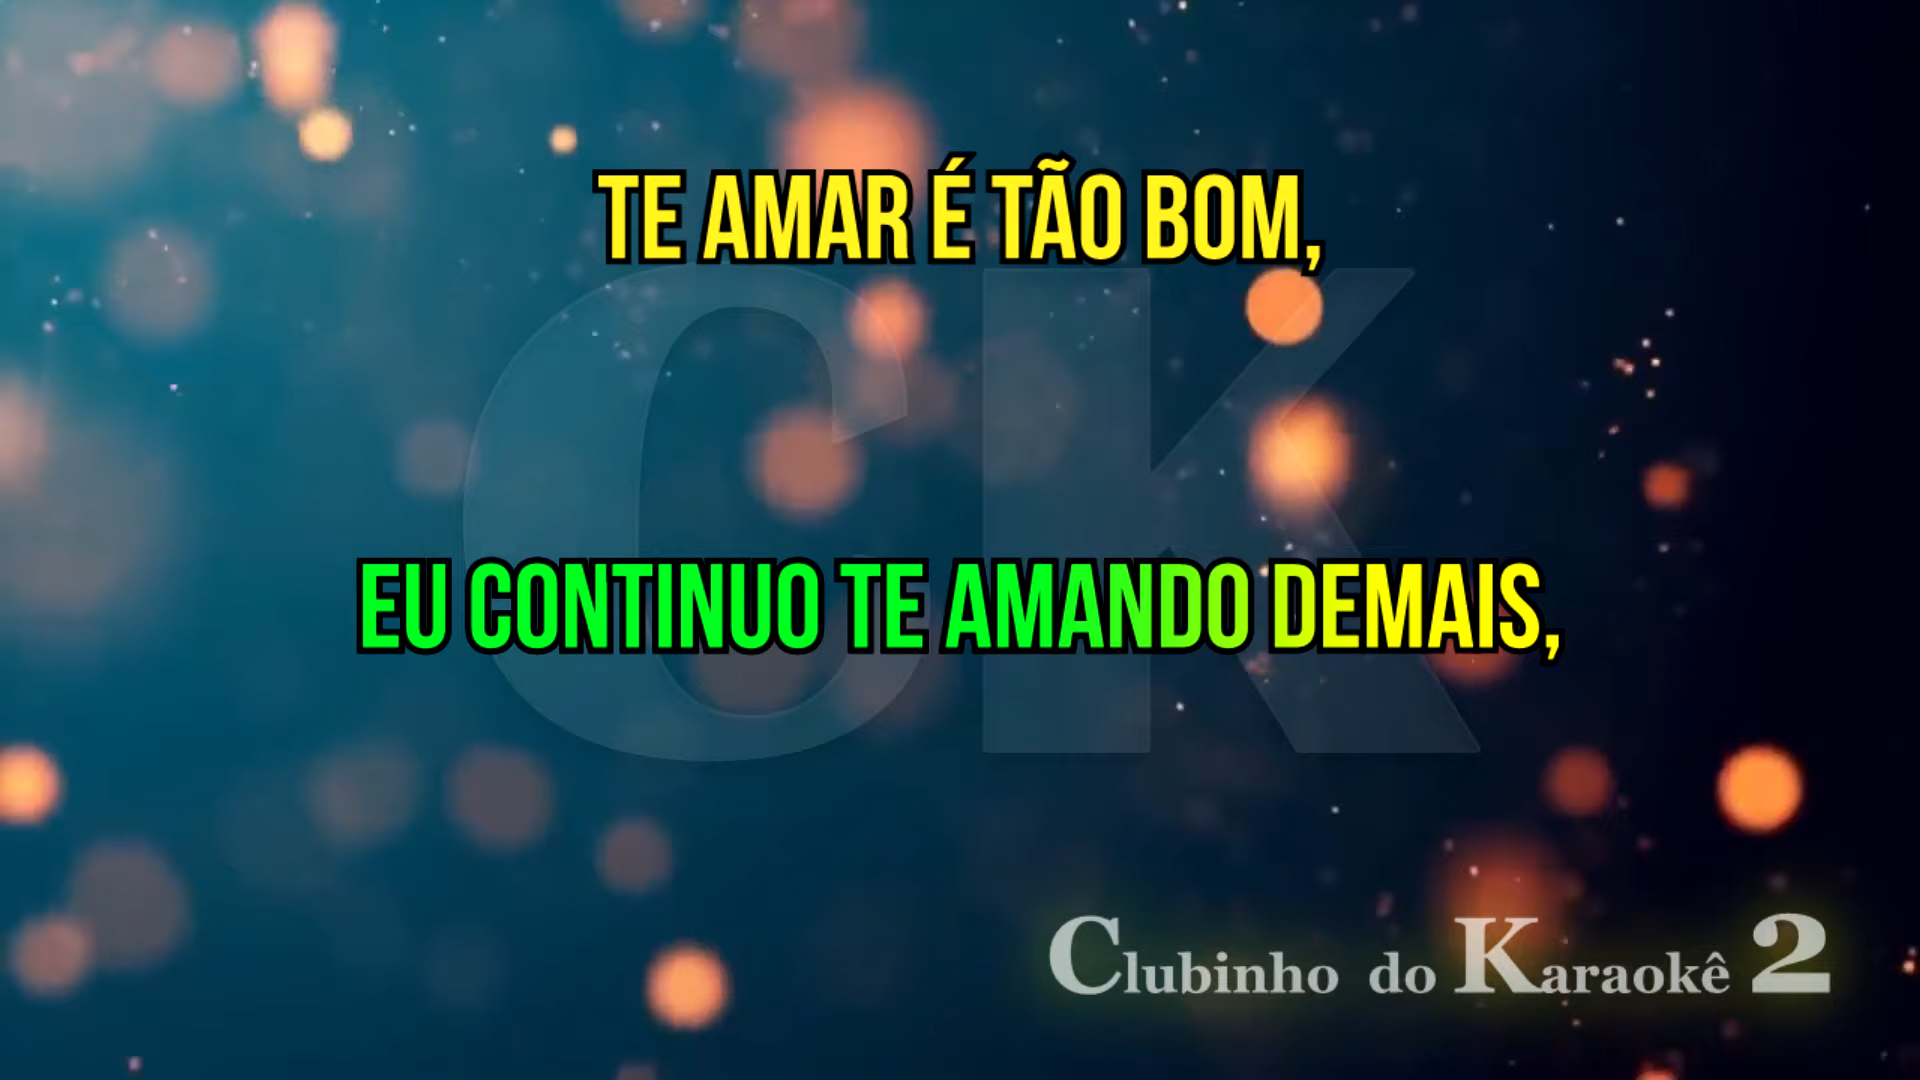 TE AMAR É TÃO BOM,
CK
EU CONTINUO TE AMANDO DEMAIS,
Clubinho do Karaokê 2